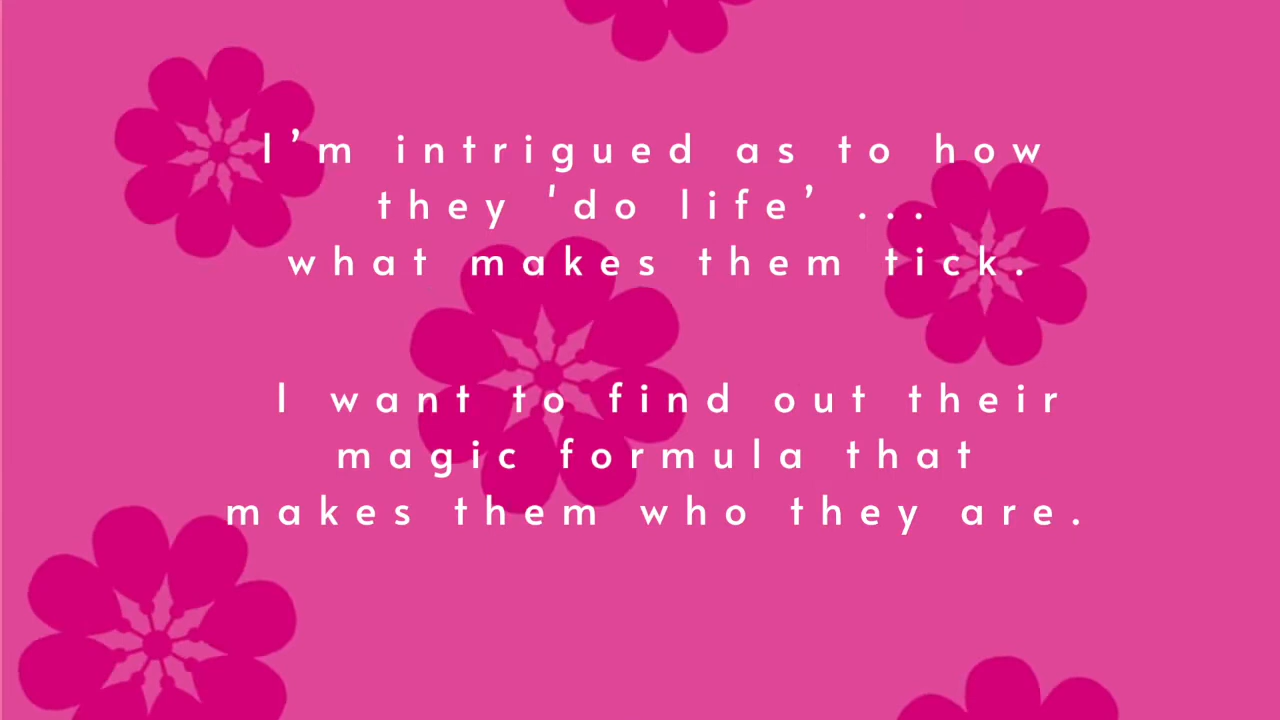 I’m intrigued as to how
they 'do life’ ...
what makes them tick.
I want to find out their
magic formula that
makes them who they are.